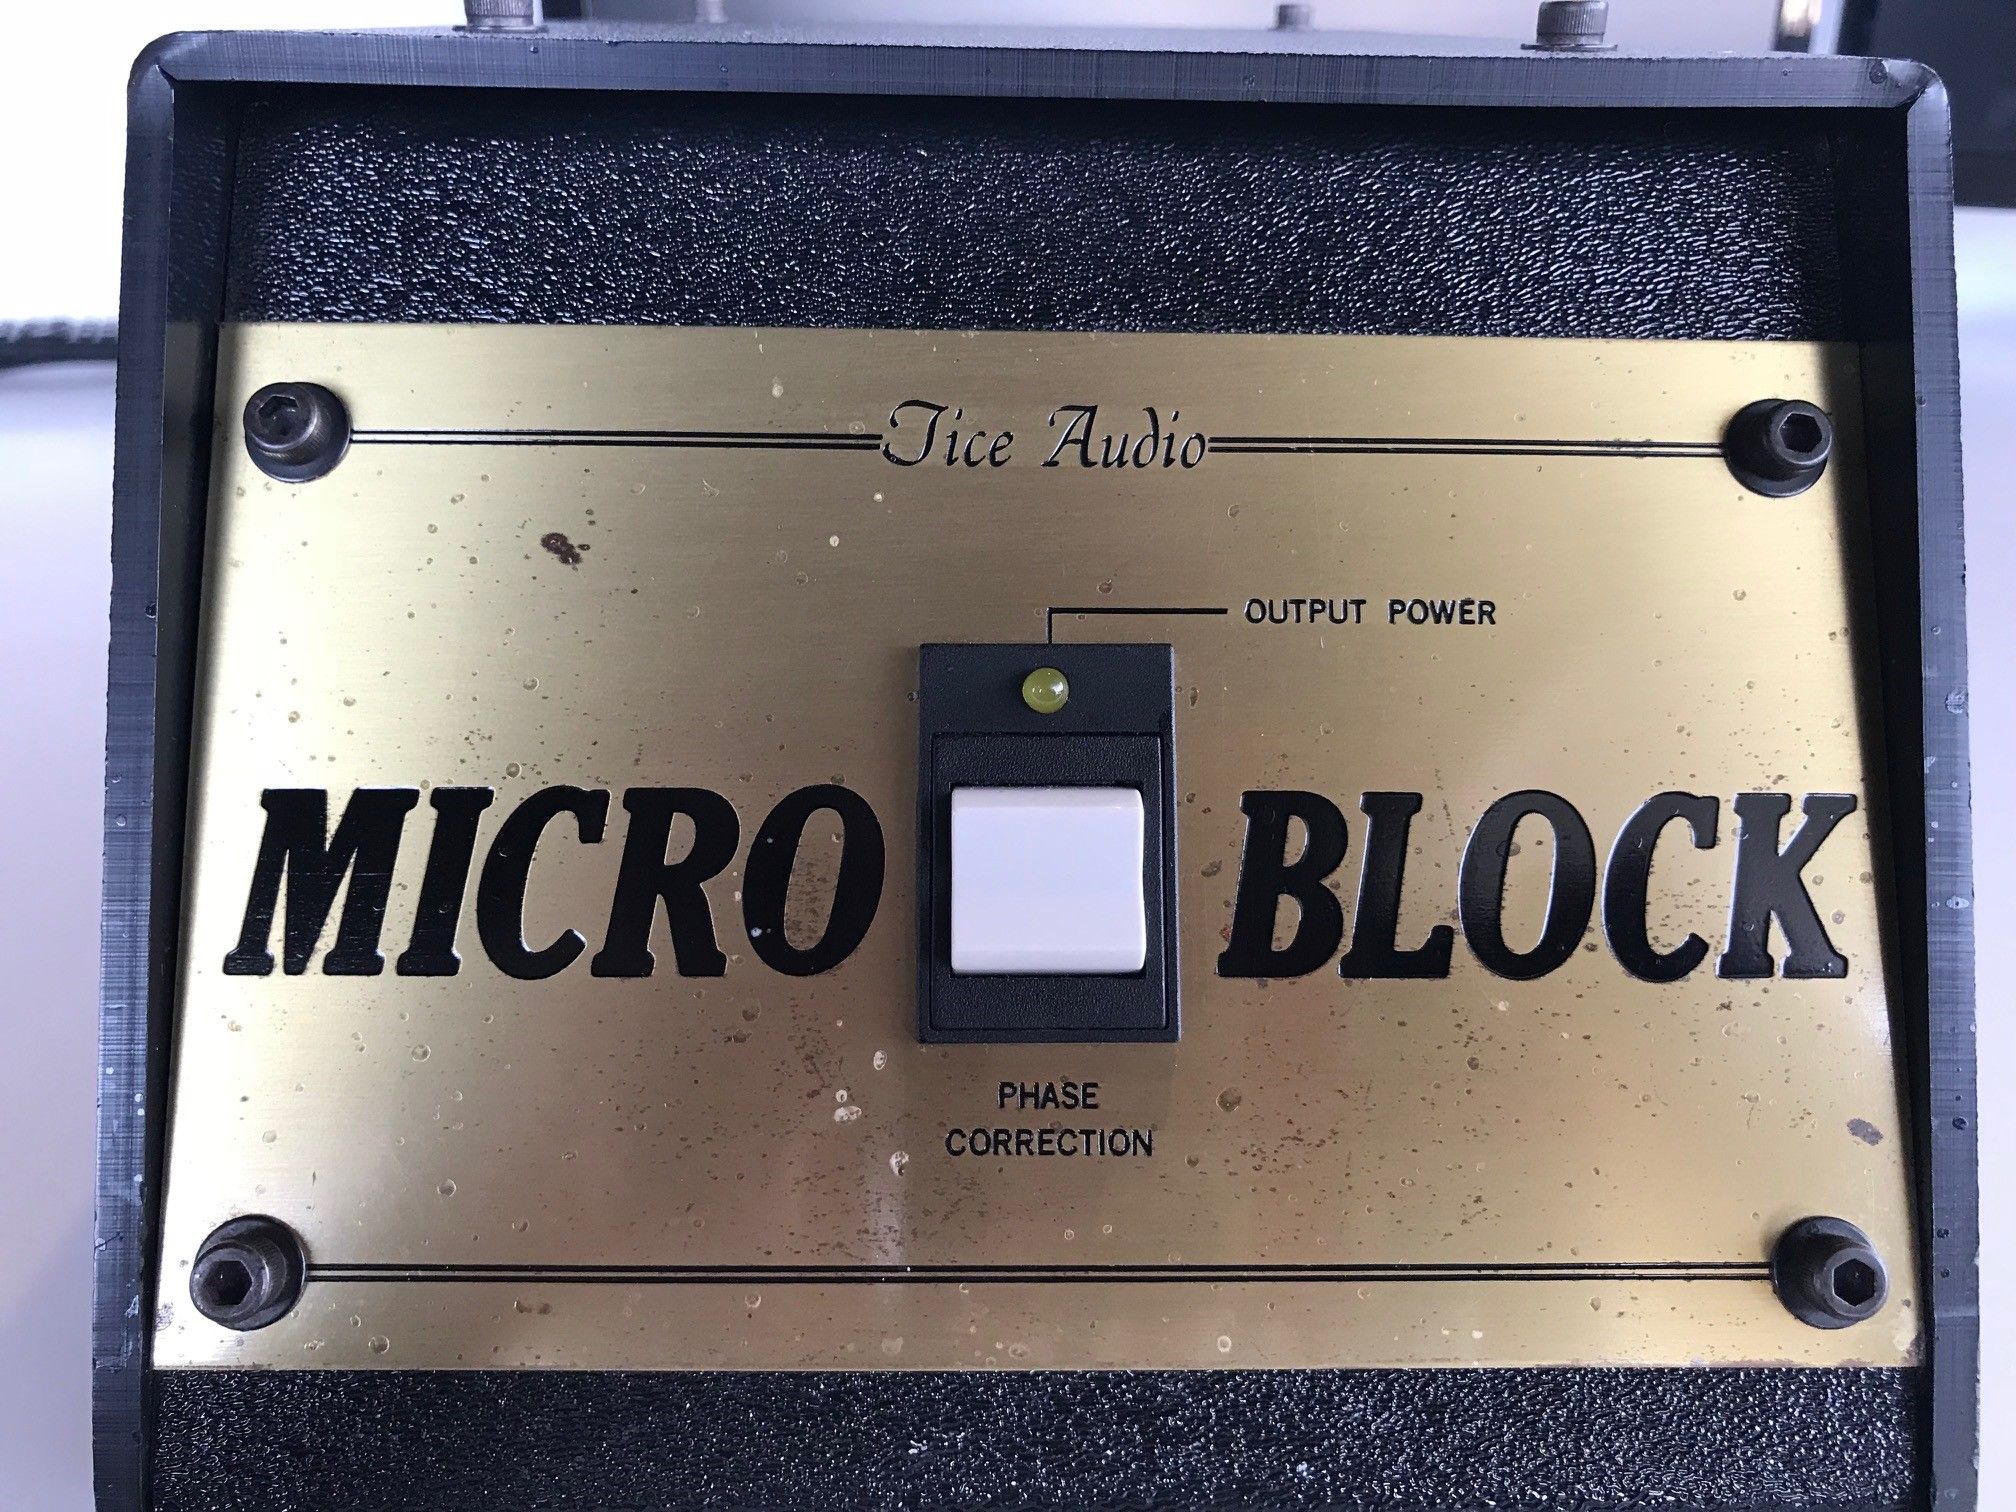 Tice Audio
OUTPUT POWER
MICRO BLOCK
PHASE
CORRECTION